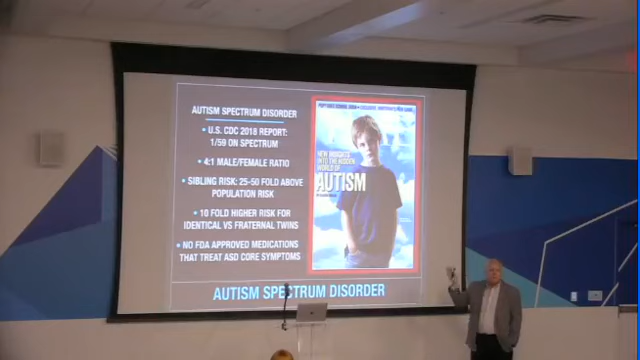 AUTISM SPECTRUM DISORDER
• U.S. CDC 2018 REPORT:
1/59 ON SPECTRUM
• 4:1 MALE/FEMALE RATIO
• SIBLING RISK: 25-50 FOLD ABOVE
POPULATION RISK
• 10 FOLD HIGHER RISK FOR
IDENTICAL VS FRATERNAL TWINS
• NO FDA APPROVED MEDICATIONS
THAT TREAT ASD CORE SYMPTOMS
NEW INSIGHTS
INTO THE HIDDEN
WORLD OF
AUTISM
AUTISM SPECTRUM DISORDER